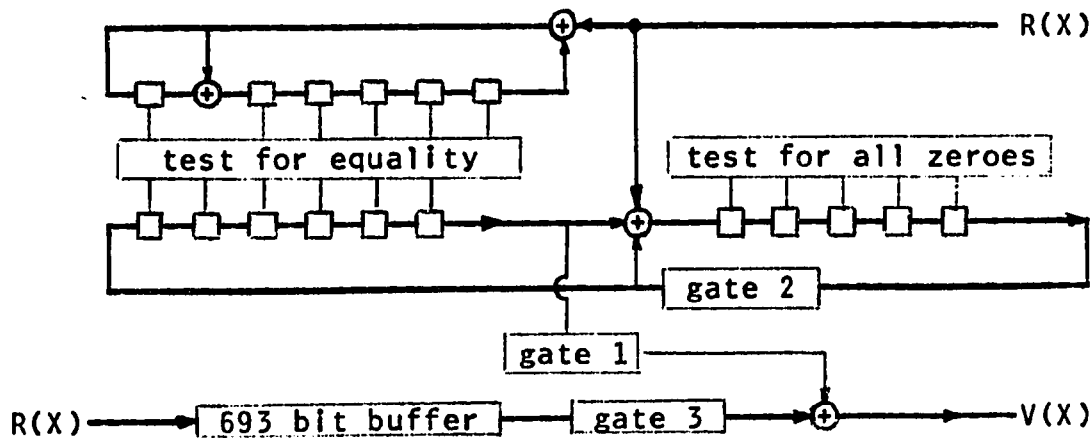 R(X)
test for equality
test for all zeroes
gate 2
gate 1
R(X)
693 bit buffer
gate 3
V(X)